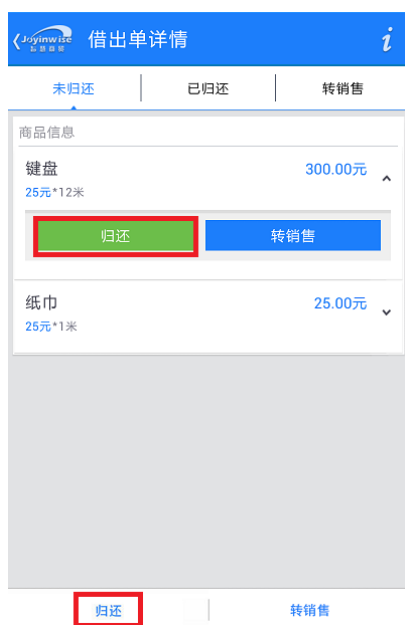 Joyinwise
借出单详情
i
未归还
已归还
转销售
商品信息
键盘
300.00元
25元*12米
归还
转销售
纸巾
25.00元
25元*1米
归还
转销售